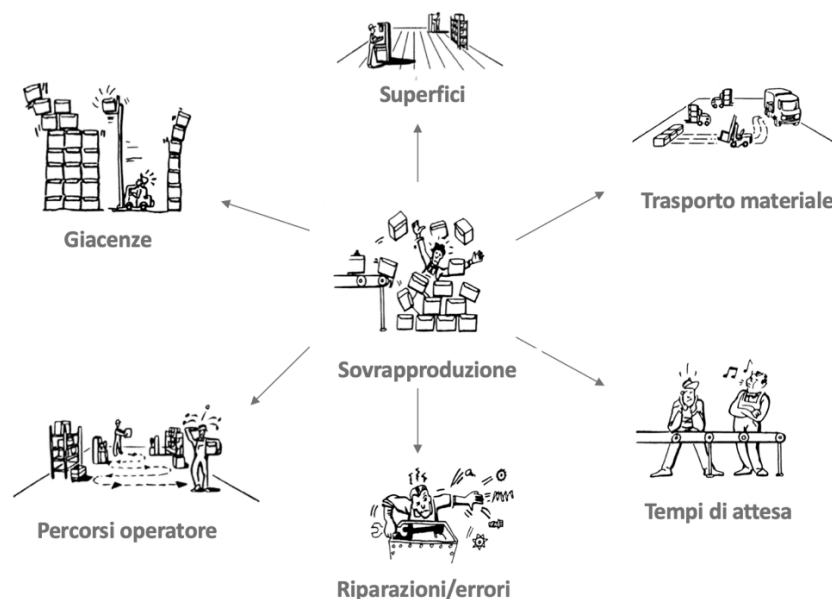 Superfici
Giacenze
Trasporto materiale
Sovrapproduzione
Percorsi operatore
Tempi di attesa
Riparazioni/errori